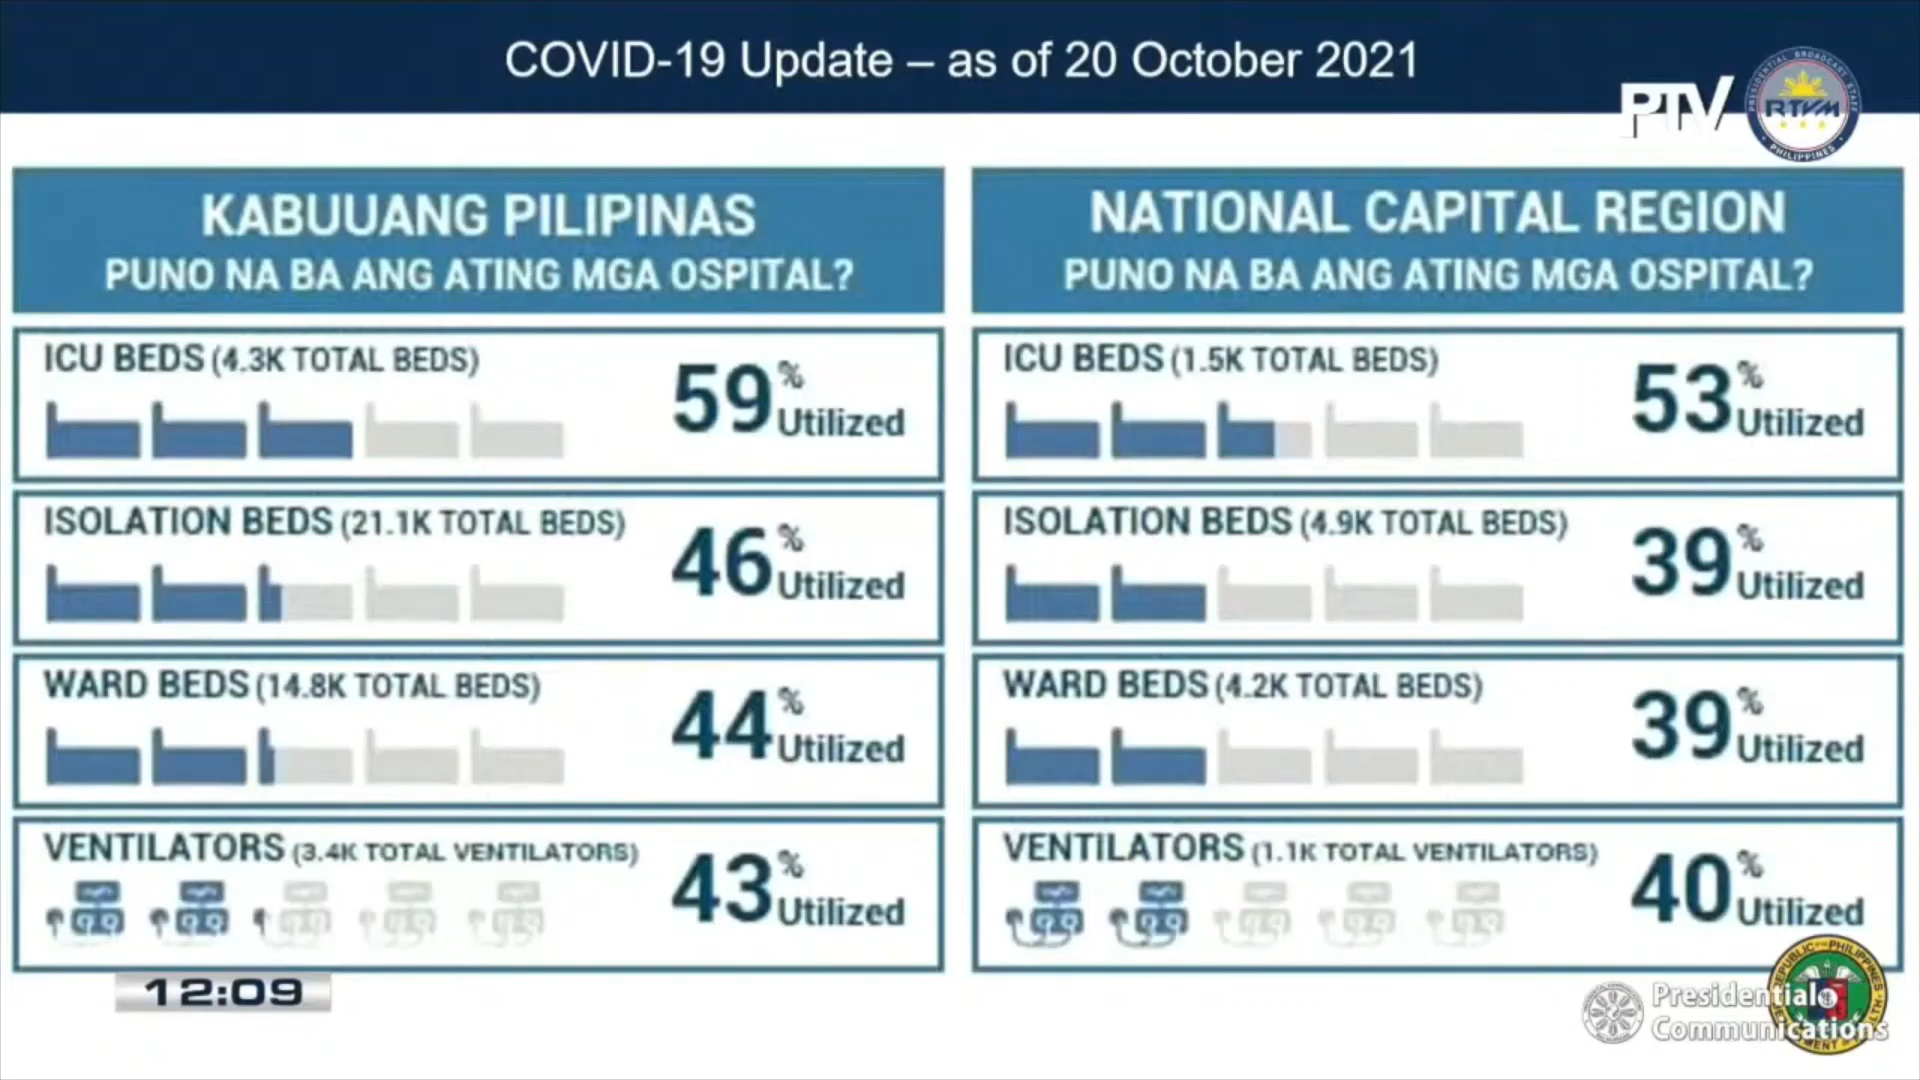 COVID-19 Update – as of 20 October 2021
PTV
RTVM
PHILIPPINES
KABUUANG PILIPINAS
PUNO NA BA ANG ATING MGA OSPITAL?
ICU BEDS (4.3K TOTAL BEDS)
59% Utilized
ISOLATION BEDS (21.1K TOTAL BEDS)
46% Utilized
WARD BEDS (14.8K TOTAL BEDS)
44% Utilized
VENTILATORS (3.4K TOTAL VENTILATORS)
43% Utilized
NATIONAL CAPITAL REGION
PUNO NA BA ANG ATING MGA OSPITAL?
ICU BEDS (1.5K TOTAL BEDS)
53% Utilized
ISOLATION BEDS (4.9K TOTAL BEDS)
39% Utilized
WARD BEDS (4.2K TOTAL BEDS)
39% Utilized
VENTILATORS (1.1K TOTAL VENTILATORS)
40% Utilized
12:09
Presidential
Communications